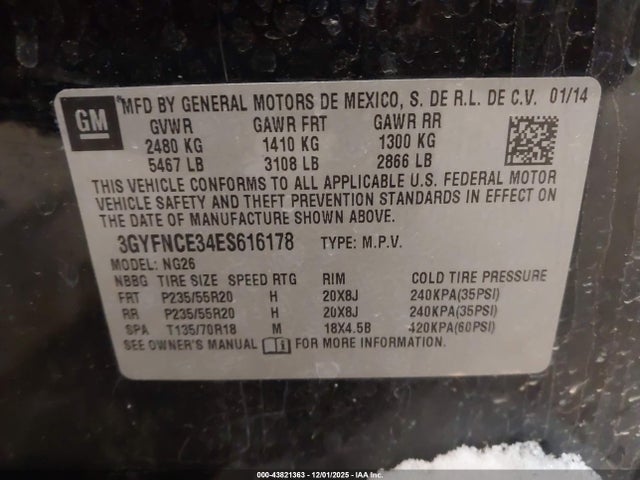 GM
MFD BY GENERAL MOTORS DE MEXICO, S. DE R.L. DE C.V. 01/14
GVWR GAWR FRT GAWR RR
2480 KG 1410 KG 1300 KG
5467 LB 3108 LB 2866 LB
THIS VEHICLE CONFORMS TO ALL APPLICABLE U.S. FEDERAL MOTOR
VEHICLE SAFETY AND THEFT PREVENTION STANDARDS IN EFFECT ON
THE DATE OF MANUFACTURE SHOWN ABOVE.
3GYFNCE34ES616178 TYPE: M.P.V.
MODEL: NG26
NBBG TIRE SIZE SPEED RTG RIM COLD TIRE PRESSURE
FRT P235/55R20 H 20X8J 240KPA(35PSI)
RR P235/55R20 H 20X8J 240KPA(35PSI)
SPA T135/70R18 M 18X4.5B 420KPA(60PSI)
SEE OWNER'S MANUAL FOR MORE INFORMATION.
000-43821363 - 12/01/2025 - IAAI.com